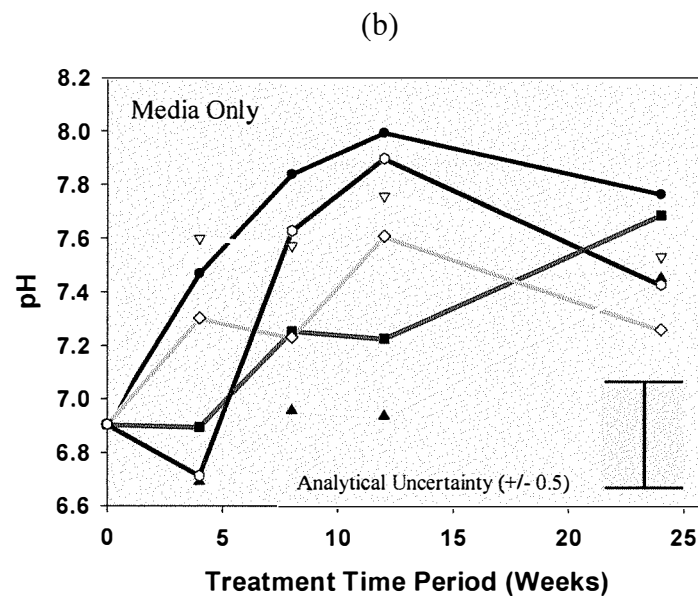 (b)
8.2
Media Only
8.0
7.8
7.6
7.4
7.2
7.0
6.8
6.6
pH
Analytical Uncertainty (+/- 0.5)
0 5 10 15 20 25
Treatment Time Period (Weeks)